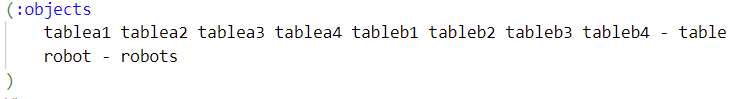 (:objects
tablea1 tablea2 tablea3 tablea4 tableb1 tableb2 tableb3 tableb4 - table
robot - robots
)